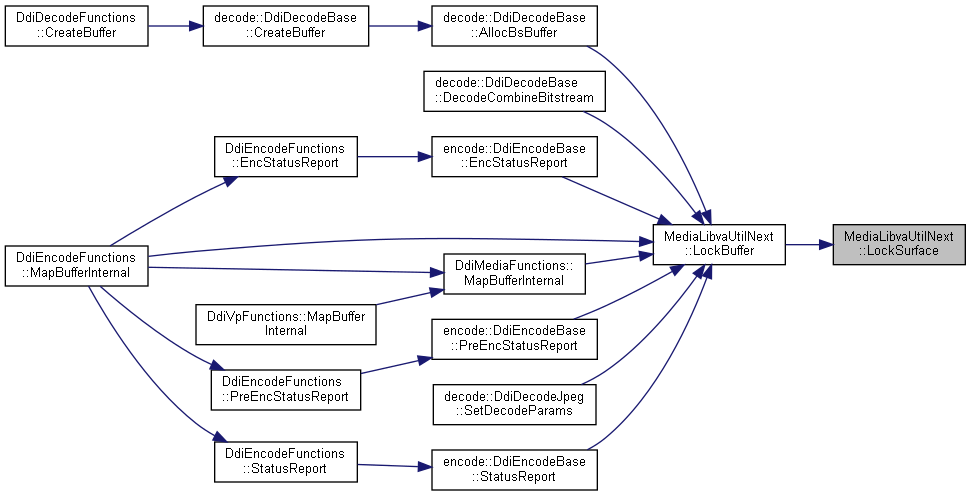 DdiDecodeFunctions
::CreateBuffer
decode::DdiDecodeBase
::CreateBuffer
decode::DdiDecodeBase
::AllocBsBuffer
decode::DdiDecodeBase
::DecodeCombineBitstream
DdiEncodeFunctions
::EncStatusReport
encode::DdiEncodeBase
::EncStatusReport
MediaLibvaUtilNext
::LockBuffer
MediaLibvaUtilNext
::LockSurface
DdiEncodeFunctions
::MapBufferInternal
DdiMediaFunctions::
MapBufferInternal
DdiVpFunctions::MapBuffer
Internal
encode::DdiEncodeBase
::PreEncStatusReport
DdiEncodeFunctions
::PreEncStatusReport
decode::DdiDecodeJpeg
::SetDecodeParams
DdiEncodeFunctions
::StatusReport
encode::DdiEncodeBase
::StatusReport